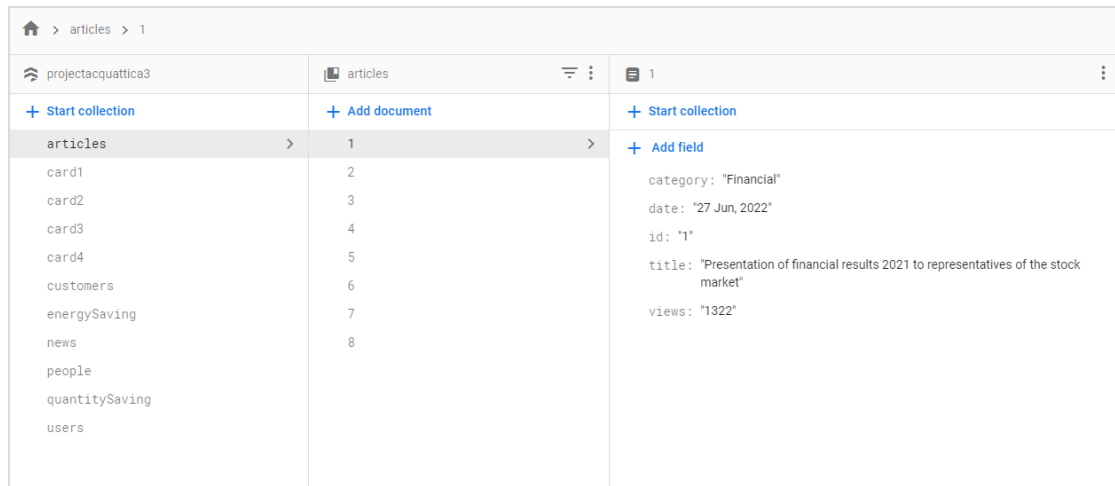 articles > 1
projectacquattica3
+ Start collection
articles
card1
card2
card3
card4
customers
energySaving
news
people
quantitySaving
users
articles
+ Add document
1
2
3
4
5
6
7
8
1
+ Start collection
+ Add field
category: "Financial"
date: "27 Jun, 2022"
id: "1"
title: "Presentation of financial results 2021 to representatives of the stock
market"
views: "1322"